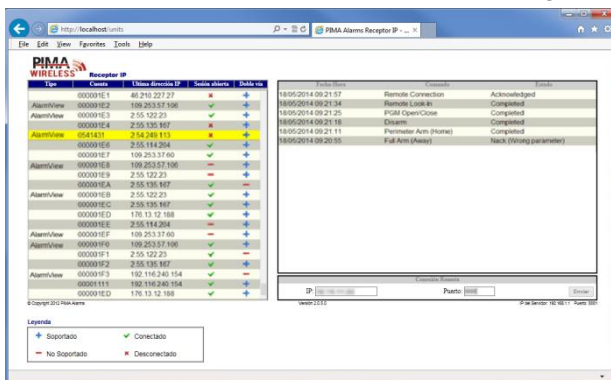 http://localhost/units
PIMA Alarms Receptor IP - ...
File Edit View Favorites Tools Help
PIMA
WIRELESS Receptor IP
Tipo Cuenta Última dirección IP Sesión abierta Doble vía
000001E1 46.210.227.27
AlarmView 000001E2 109.253.57.106
AlarmView 000001E3 2.55.122.23
000001E4 2.55.135.167
AlarmView 0541431 2.54.249.113
000001E6 2.55.114.204
000001E7 109.253.37.60
AlarmView 000001E8 109.253.57.106
000001E9 2.55.122.23
000001EA 2.55.135.167
AlarmView 000001EB 2.55.122.23
000001EC 2.55.135.167
000001ED 176.13.12.188
000001EE 2.55.114.204
AlarmView 000001EF 109.253.37.60
AlarmView 000001F0 109.253.57.106
000001F1 2.55.122.23
000001F2 2.55.135.167
AlarmView 000001F3 192.116.240.154
00001111 192.116.240.154
000001ED 176.13.12.188
Fecha/Hora Comando Estado
18/05/2014 09:21:57 Remote Connection Acknowledged
18/05/2014 09:21:34 Remote Look-In Completed
18/05/2014 09:21:25 PGM Open/Close Completed
18/05/2014 09:21:18 Disarm Completed
18/05/2014 09:21:11 Perimeter Arm (Home) Completed
18/05/2014 09:20:55 Full Arm (Away) Nack (Wrong parameter)
Conexión Remota
IP: Puerto: Enviar
© Copyright 2012 PIMA Alarms
IP del Servidor: 192.168.1.1 Puerto: 8001
Leyenda
Soportado Conectado
No Soportado Desconectado